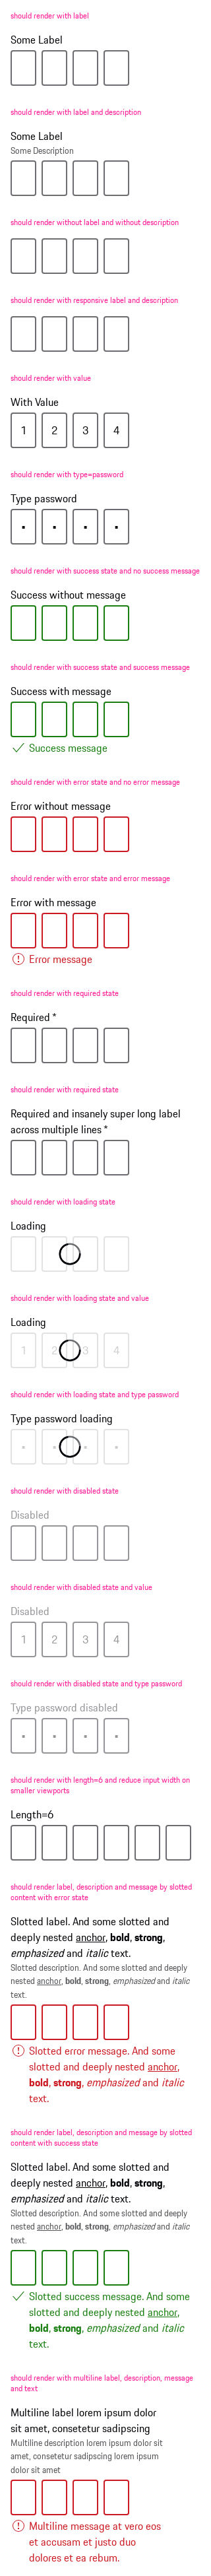 should render with label
Some Label
should render with label and description
Some Label
Some Description
should render without label and without description
should render with responsive label and description
should render with value
With Value
1 2 3 4
should render with type=password
Type password
should render with success state and no success message
Success without message
should render with success state and success message
Success with message
Success message
should render with error state and no error message
Error without message
should render with error state and error message
Error with message
Error message
should render with required state
Required *
should render with required state
Required and insanely super long label
across multiple lines *
should render with loading state
Loading
should render with loading state and value
Loading
1 2 3 4
should render with loading state and type password
Type password loading
should render with disabled state
Disabled
should render with disabled state and value
Disabled
1 2 3 4
should render with disabled state and type password
Type password disabled
should render with length=6 and reduce input width on
smaller viewports
Length=6
should render label, description and message by slotted
content with error state
Slotted label. And some slotted and
deeply nested anchor, bold, strong,
emphasized and italic text.
Slotted description. And some slotted and deeply
nested anchor, bold, strong, emphasized and italic
text.
Slotted error message. And some
slotted and deeply nested anchor,
bold, strong, emphasized and italic
text.
should render label, description and message by slotted
content with success state
Slotted label. And some slotted and
deeply nested anchor, bold, strong,
emphasized and italic text.
Slotted description. And some slotted and deeply
nested anchor, bold, strong, emphasized and italic
text.
Slotted success message. And some
slotted and deeply nested anchor,
bold, strong, emphasized and italic
text.
should render with multiline label, description, message
and text
Multiline label lorem ipsum dolor
sit amet, consetetur sadipscing
Multiline description lorem ipsum dolor sit
amet, consetetur sadipscing lorem ipsum
dolor sit amet
Multiline message at vero eos
et accusam et justo duo
dolores et ea rebum.